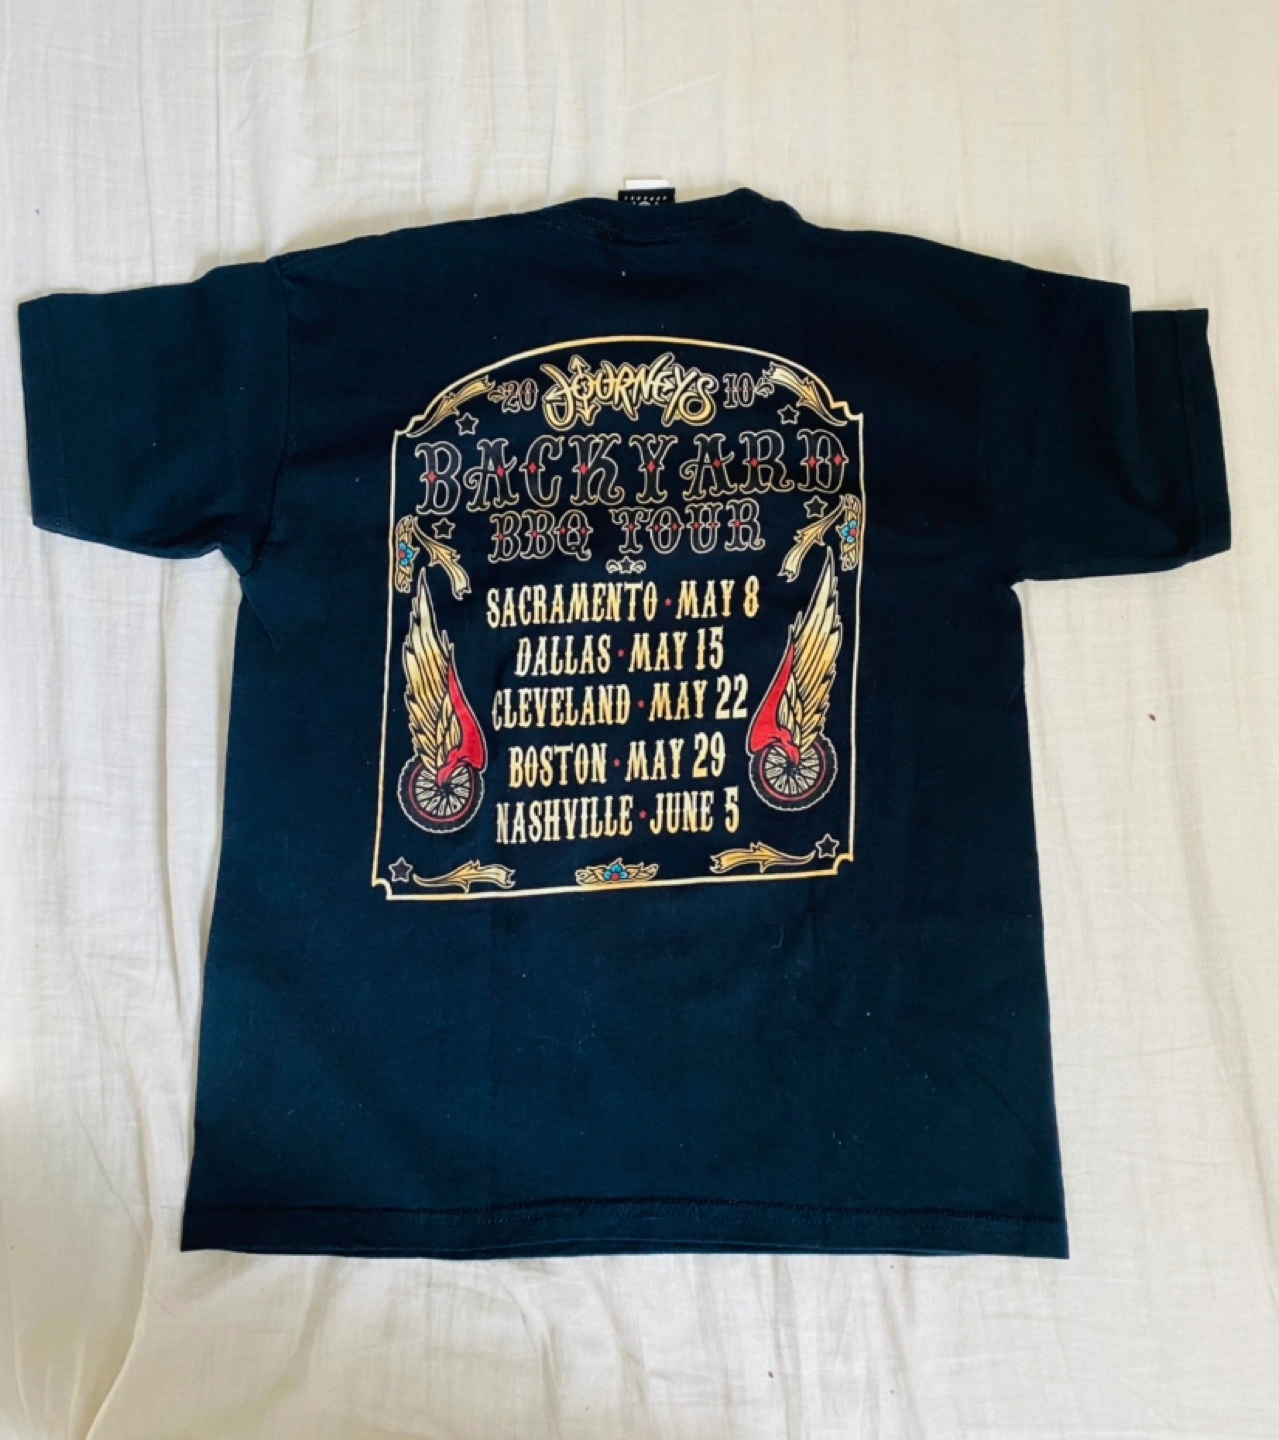 20 JOURNEYS 10
BACKYARD
BBQ TOUR
SACRAMENTO · MAY 8
DALLAS · MAY 15
CLEVELAND · MAY 22
BOSTON · MAY 29
NASHVILLE · JUNE 5